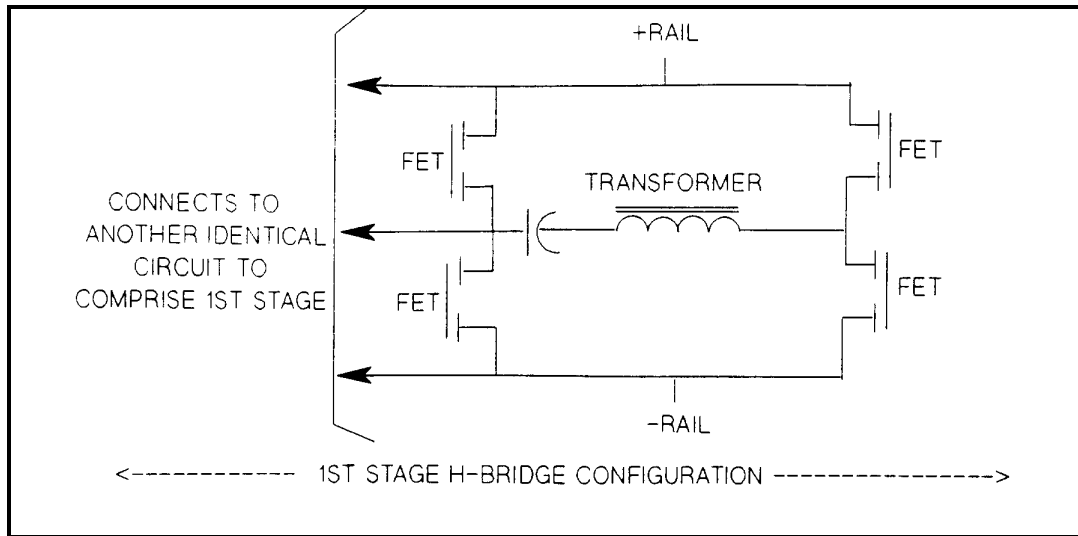 +RAIL
FET
FET
TRANSFORMER
CONNECTS TO
ANOTHER IDENTICAL
CIRCUIT TO
COMPRISE 1ST STAGE
FET
FET
-RAIL
<-------------- 1ST STAGE H-BRIDGE CONFIGURATION ------------------>